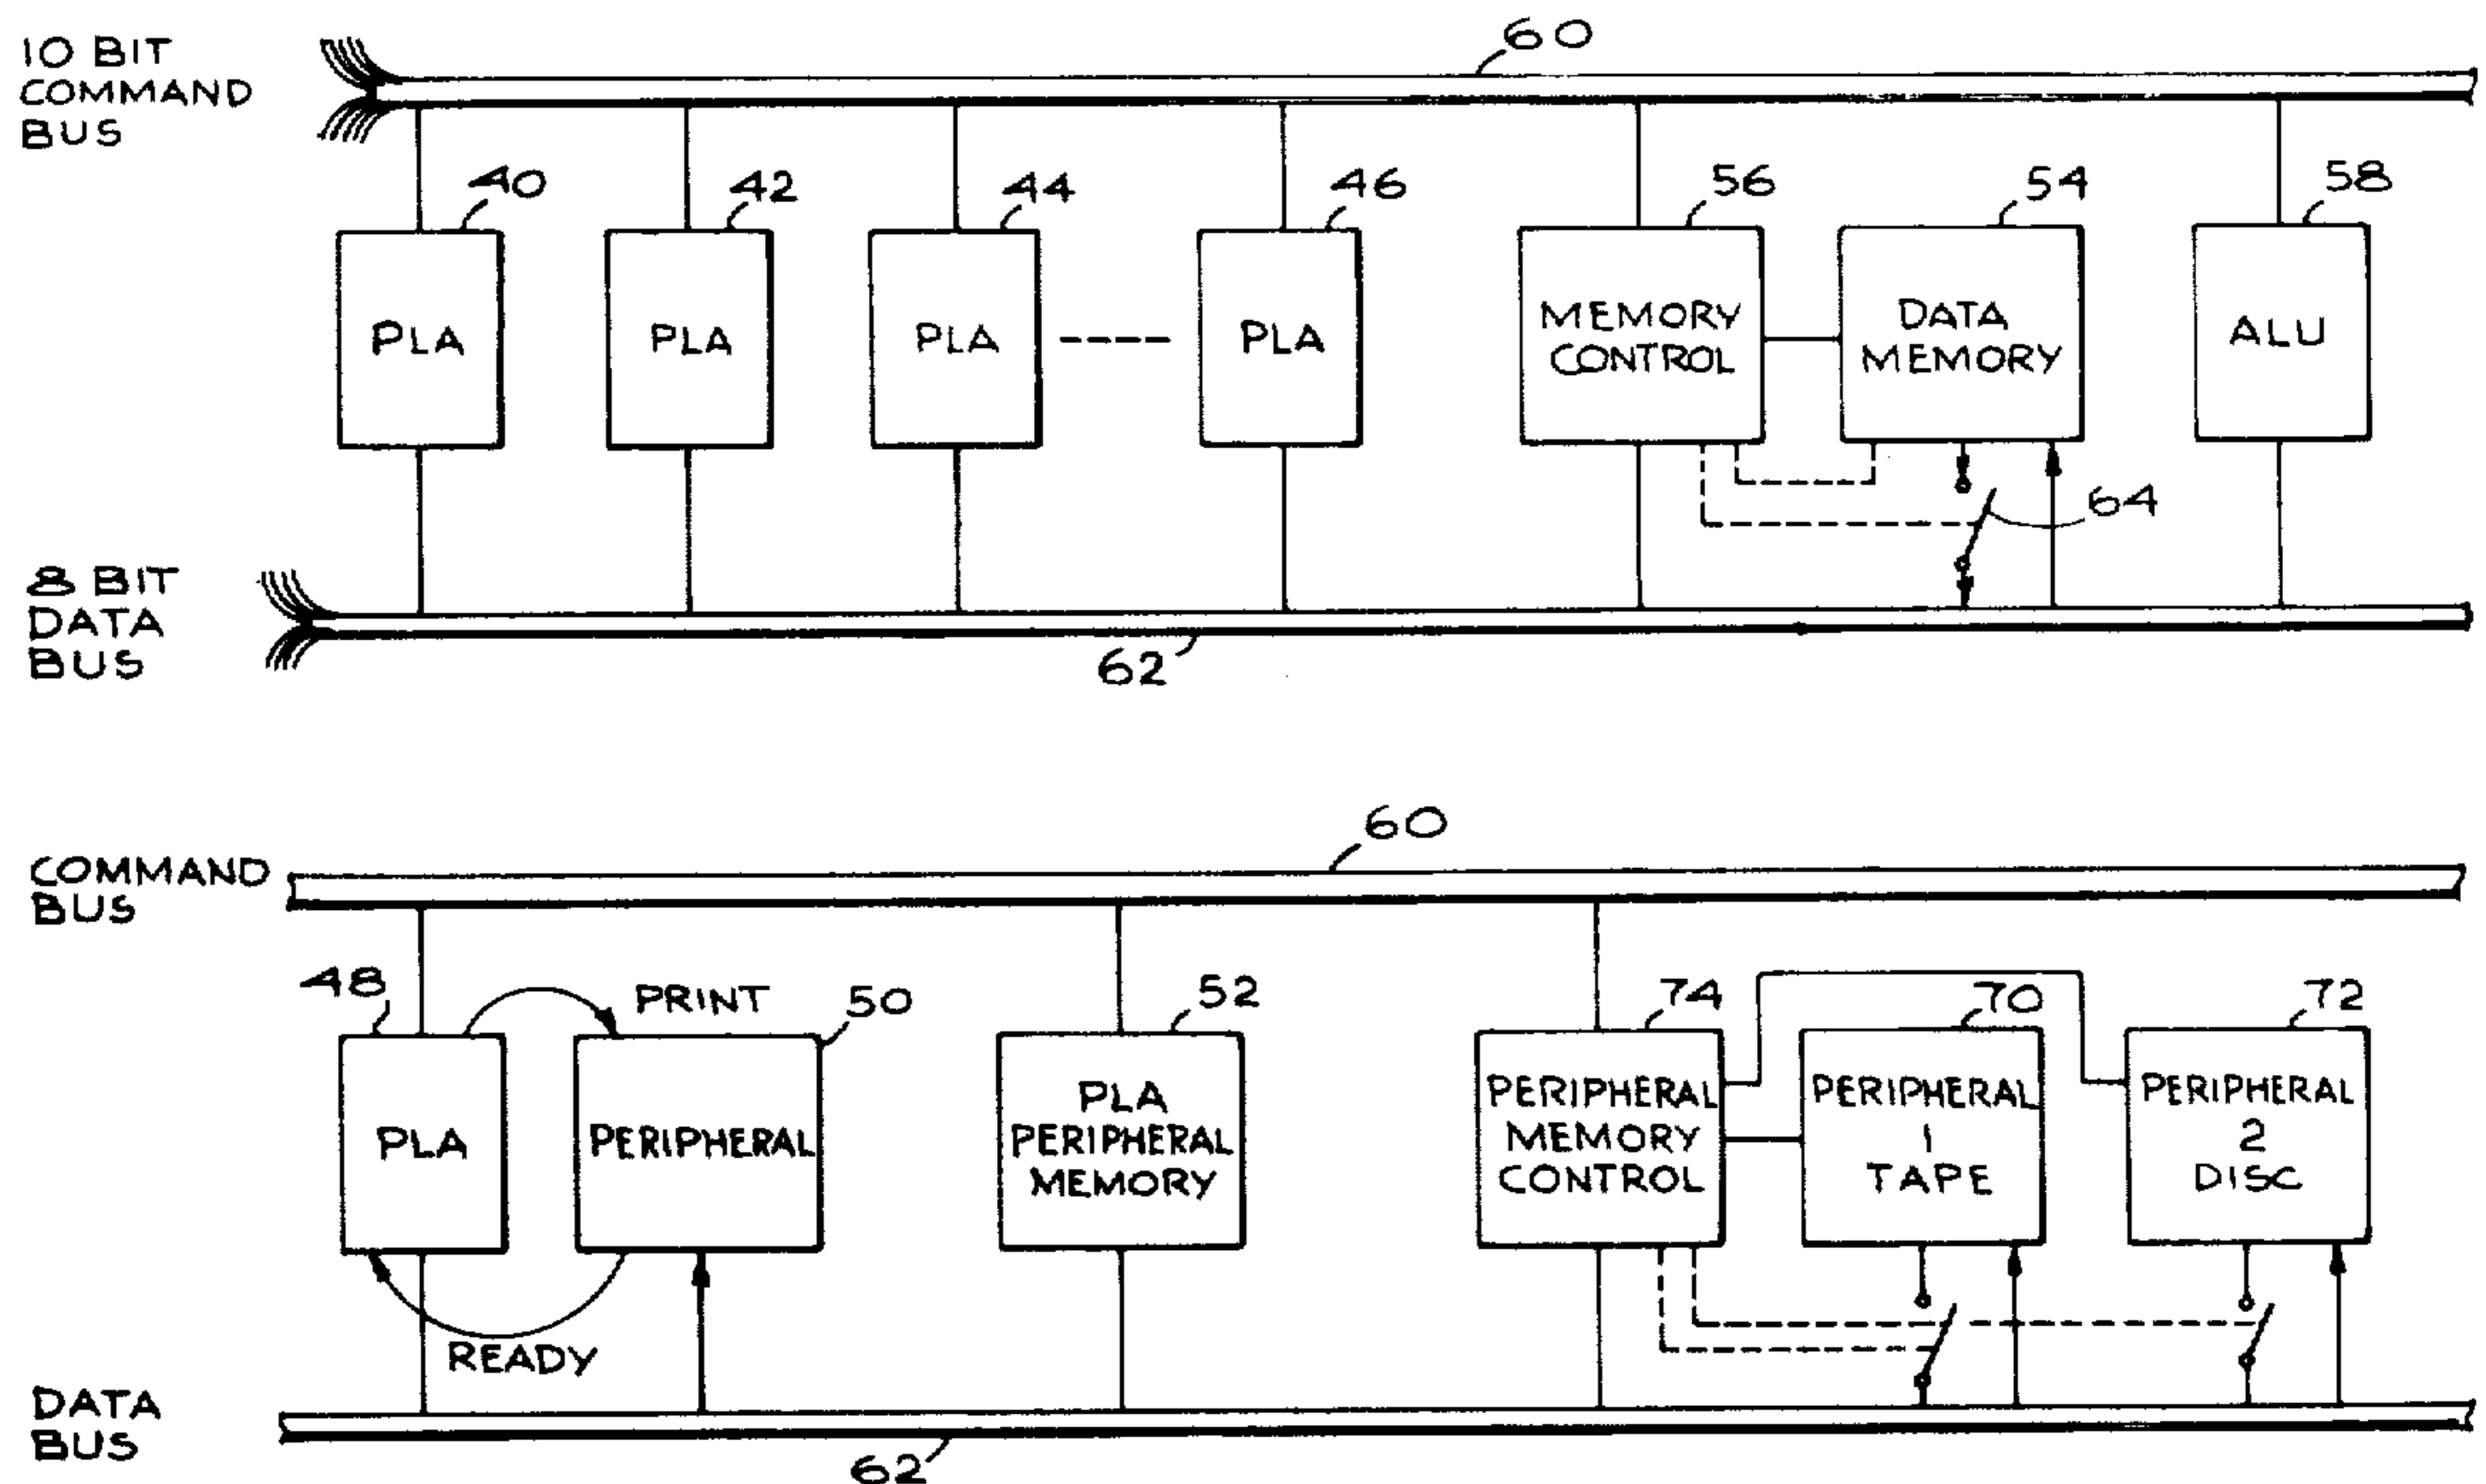 60
10 BIT
COMMAND
BUS
40
42
44
46
56
54
58
PLA
PLA
PLA
PLA
MEMORY
CONTROL
DATA
MEMORY
ALU
64
8 BIT
DATA
BUS
62
60
COMMAND
BUS
48
PRINT
50
52
74
70
72
PLA
PERIPHERAL
PLA
PERIPHERAL
MEMORY
PERIPHERAL
MEMORY
CONTROL
PERIPHERAL
1
TAPE
PERIPHERAL
2
DISC
READY
DATA
BUS
62